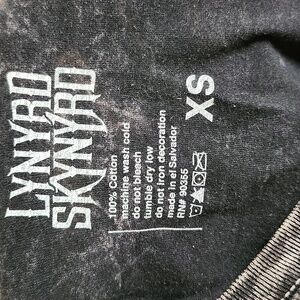 LYNYRD
SKYNYRD
100% Cotton
machine wash cold
do not bleach
tumble dry low
do not iron decoration
made in el Salvador
RN# 90355
XS